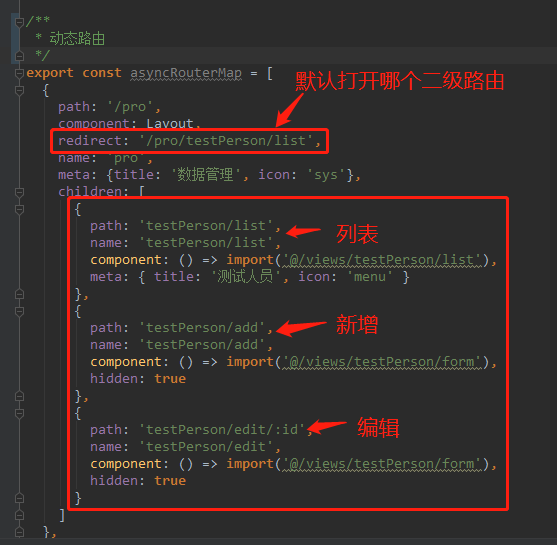 /**
* 动态路由
*/
export const asyncRouterMap = [
{
默认打开哪个二级路由
path: '/pro',
component: Layout,
redirect: '/pro/testPerson/list',
name: 'pro',
meta: {title: '数据管理', icon: 'sys'},
children: [
{
path: 'testPerson/list',
列表
name: 'testPerson/list',
component: () => import('@/views/testPerson/list'),
meta: { title: '测试人员', icon: 'menu' }
},
{
path: 'testPerson/add',
新增
name: 'testPerson/add',
component: () => import('@/views/testPerson/form'),
hidden: true
},
{
path: 'testPerson/edit/:id',
编辑
name: 'testPerson/edit',
component: () => import('@/views/testPerson/form'),
hidden: true
}
]
},